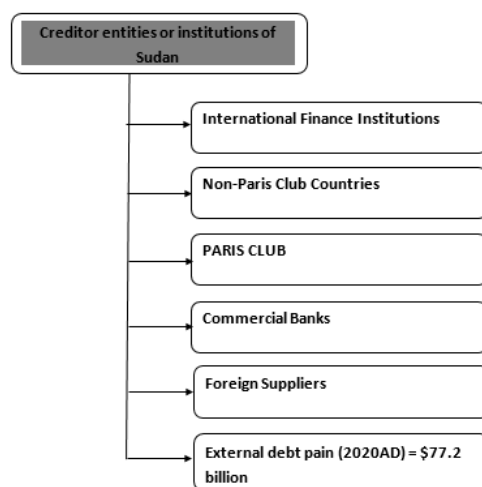 Creditor entities or institutions of
Sudan
International Finance Institutions
Non-Paris Club Countries
PARIS CLUB
Commercial Banks
Foreign Suppliers
External debt pain (2020AD) = $77.2
billion